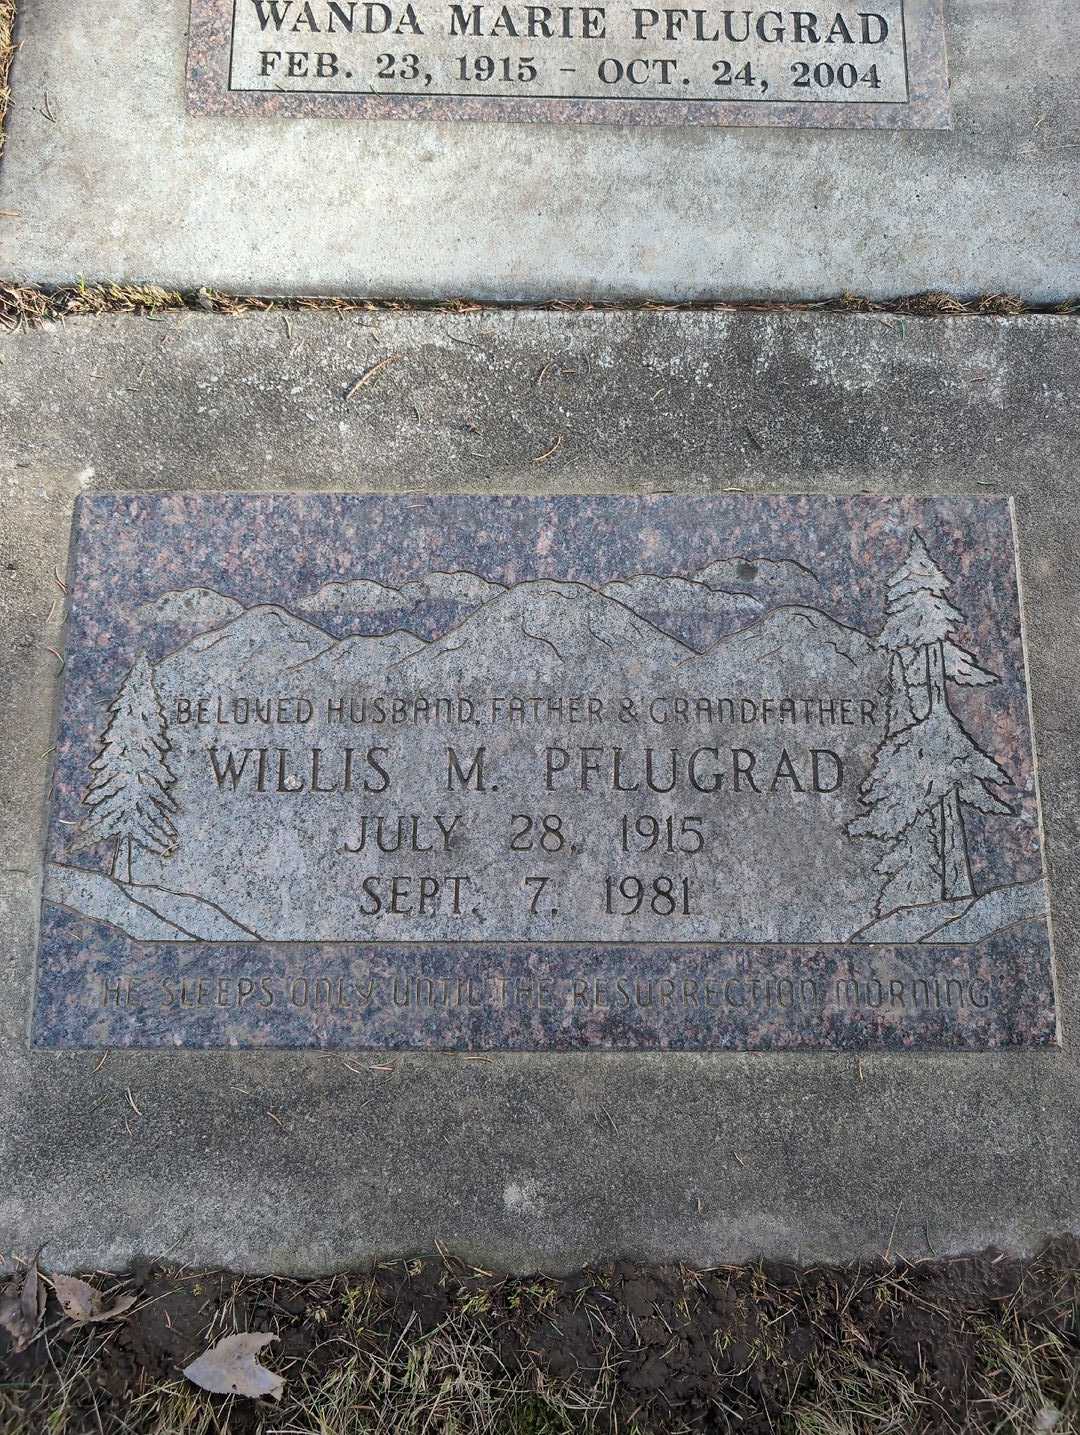 WANDA MARIE PFLUGRAD
FEB. 23, 1915 - OCT. 24, 2004
BELOVED HUSBAND, FATHER & GRANDFATHER
WILLIS M. PFLUGRAD
JULY 28, 1915
SEPT. 7, 1981
HE SLEEPS ONLY UNTIL THE RESURRECTION MORNING